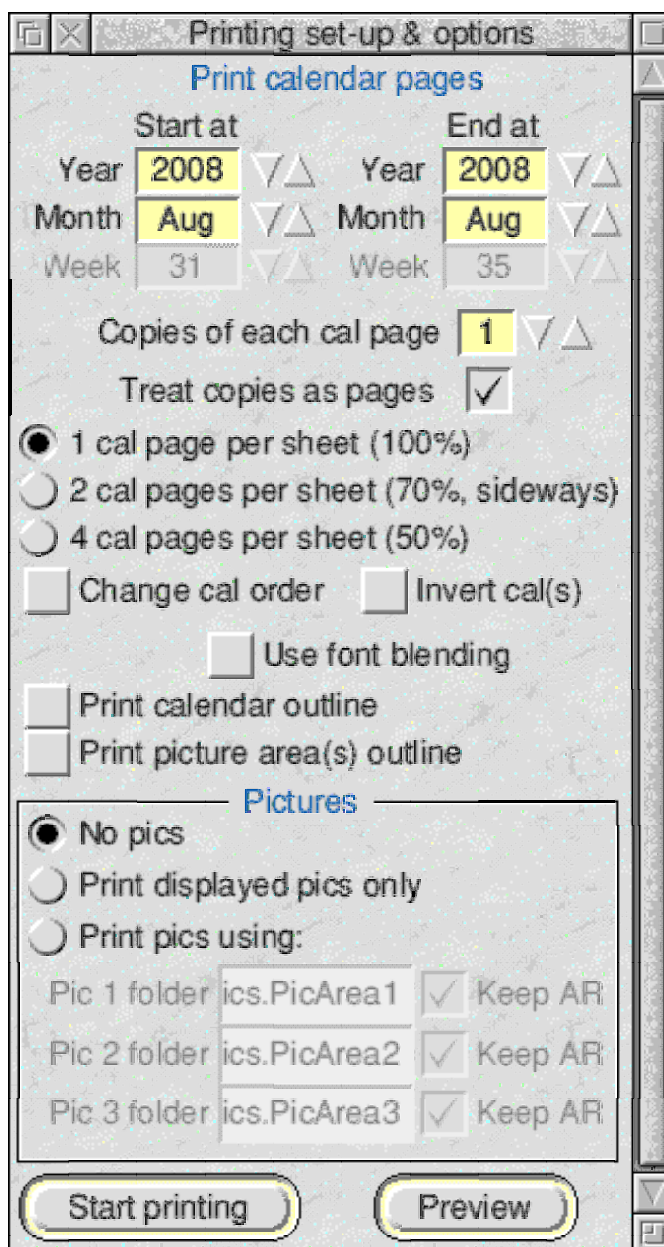 Printing set-up & options
Print calendar pages
Start at End at
Year 2008 Year 2008
Month Aug Month Aug
Week 31 Week 35
Copies of each cal page 1
Treat copies as pages
1 cal page per sheet (100%)
2 cal pages per sheet (70%, sideways)
4 cal pages per sheet (50%)
Change cal order Invert cal(s)
Use font blending
Print calendar outline
Print picture area(s) outline
Pictures
No pics
Print displayed pics only
Print pics using:
Pic 1 folder ics.PicArea1 Keep AR
Pic 2 folder ics.PicArea2 Keep AR
Pic 3 folder ics.PicArea3 Keep AR
Start printing Preview